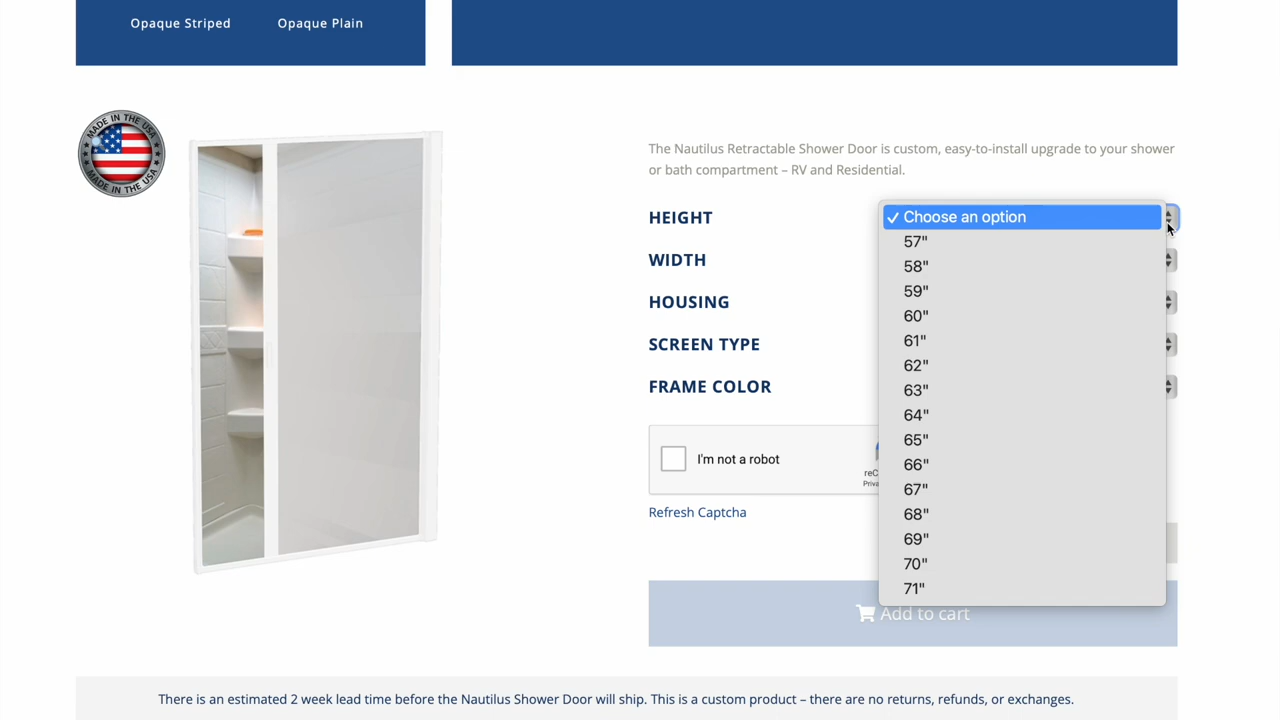 Opaque Striped
Opaque Plain
MADE IN THE USA
MADE IN THE USA
The Nautilus Retractable Shower Door is custom, easy-to-install upgrade to your shower
or bath compartment – RV and Residential.
HEIGHT
✓ Choose an option
57"
58"
59"
60"
61"
62"
63"
64"
65"
66"
67"
68"
69"
70"
71"
WIDTH
HOUSING
SCREEN TYPE
FRAME COLOR
I'm not a robot
reC
Priva
Refresh Captcha
Add to cart
There is an estimated 2 week lead time before the Nautilus Shower Door will ship. This is a custom product – there are no returns, refunds, or exchanges.